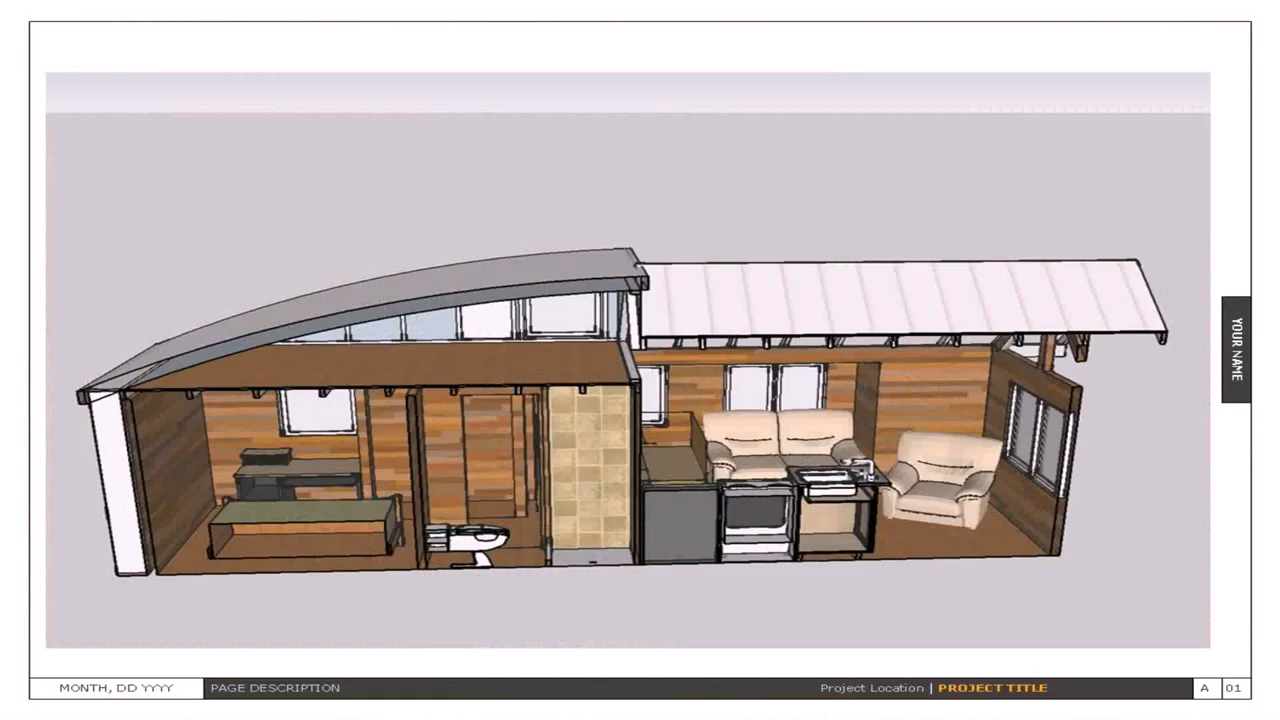 YOUR NAME
MONTH, DD YYYY
PAGE DESCRIPTION
Project Location | PROJECT TITLE
A 01